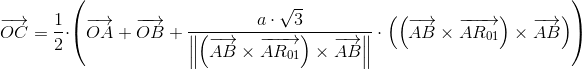 $\overrightarrow{OC} = \frac{1}{2} \cdot \left( \overrightarrow{OA} + \overrightarrow{OB} + \frac{a \cdot \sqrt{3}}{\left\| \left( \overrightarrow{AB} \times \overrightarrow{AR_{01}} \right) \times \overrightarrow{AB} \right\|} \cdot \left( \left( \overrightarrow{AB} \times \overrightarrow{AR_{01}} \right) \times \overrightarrow{AB} \right) \right)$